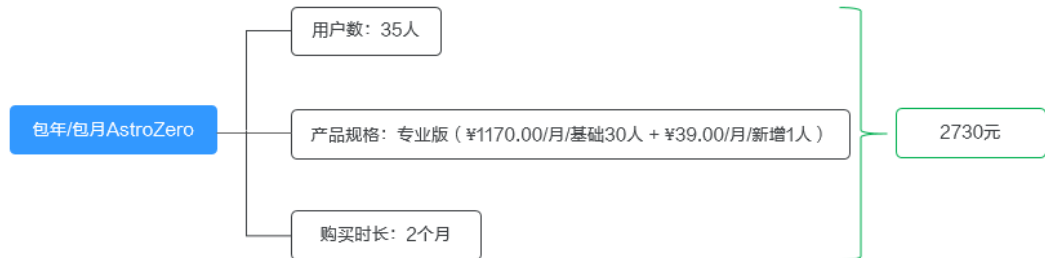 用户数：35人
包年/包月AstroZero
产品规格：专业版（¥1170.00/月/基础30人 + ¥39.00/月/新增1人）
2730元
购买时长：2个月